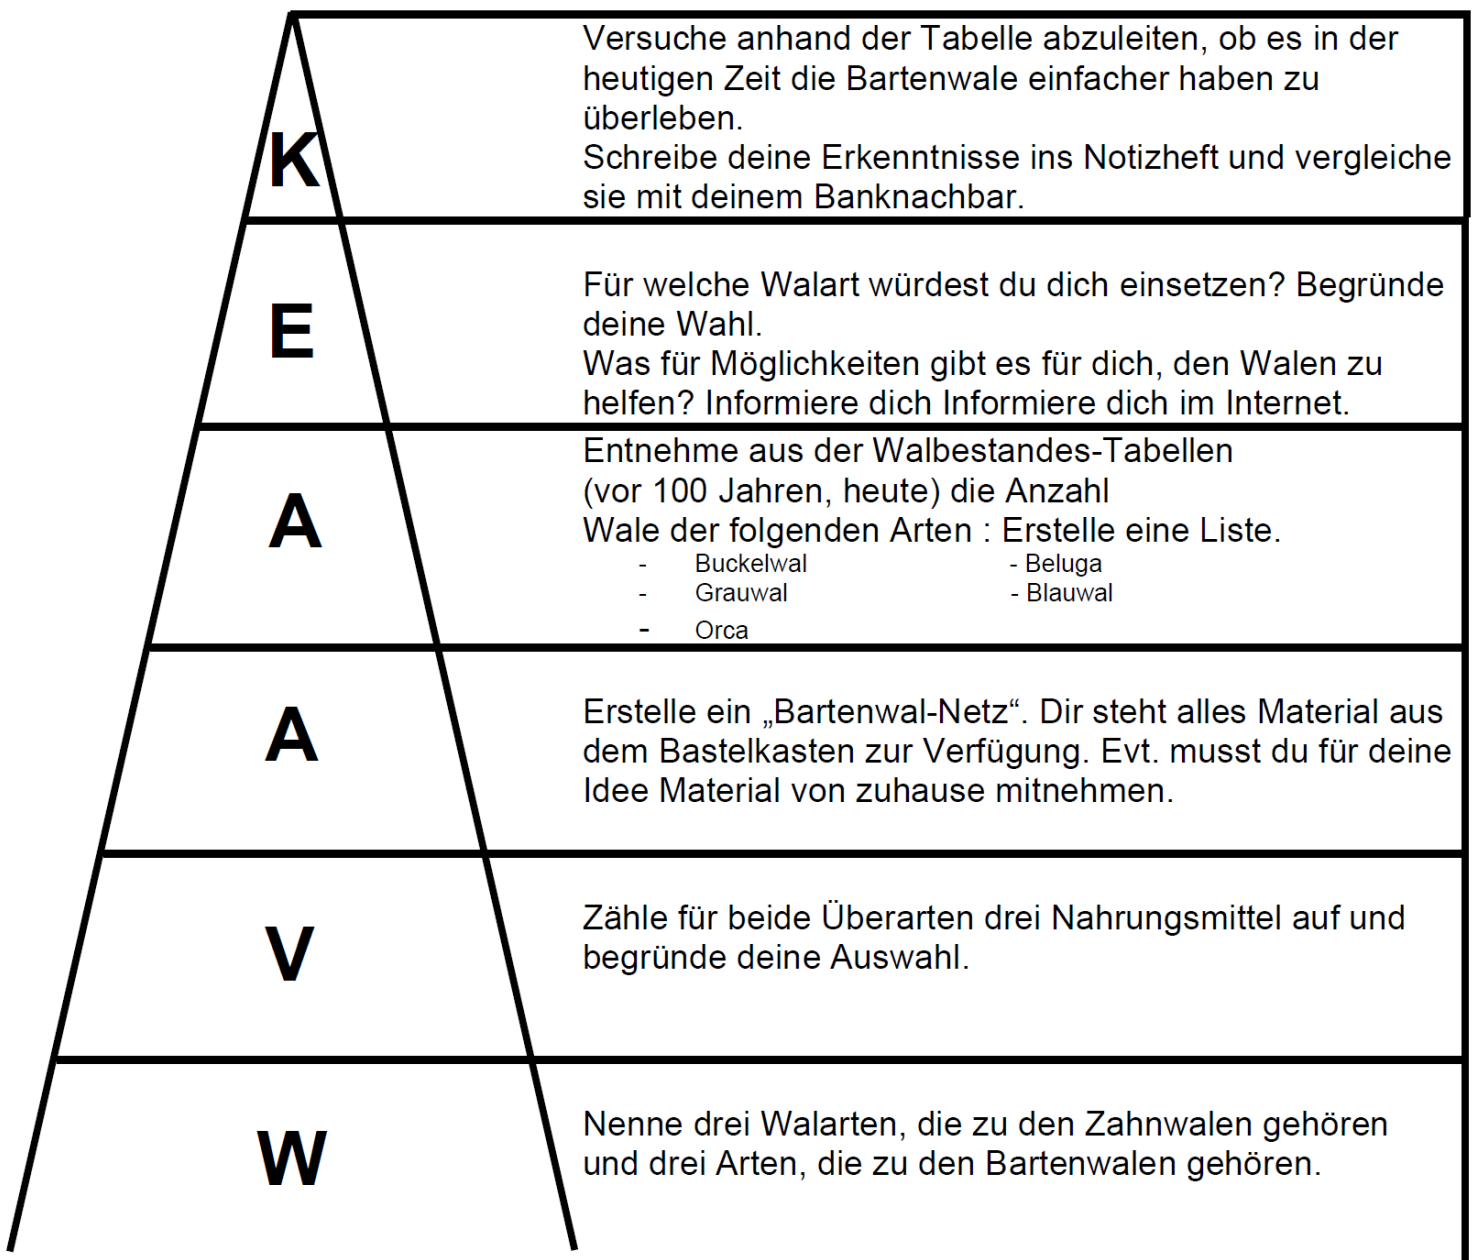 Versuche anhand der Tabelle abzuleiten, ob es in der
heutigen Zeit die Bartenwale einfacher haben zu
überleben.
K
Schreibe deine Erkenntnisse ins Notizheft und vergleiche
sie mit deinem Banknachbar.
Für welche Walart würdest du dich einsetzen? Begründe
deine Wahl.
E
Was für Möglichkeiten gibt es für dich, den Walen zu
helfen? Informiere dich Informiere dich im Internet.
Entnehme aus der Walbestandes-Tabellen
(vor 100 Jahren, heute) die Anzahl
A
Wale der folgenden Arten : Erstelle eine Liste.
- Buckelwal - Beluga
- Grauwal - Blauwal
- Orca
Erstelle ein „Bartenwal-Netz“. Dir steht alles Material aus
A
dem Bastelkasten zur Verfügung. Evt. musst du für deine
Idee Material von zuhause mitnehmen.
Zähle für beide Überarten drei Nahrungsmittel auf und
V
begründe deine Auswahl.
Nenne drei Walarten, die zu den Zahnwalen gehören
W
und drei Arten, die zu den Bartenwalen gehören.